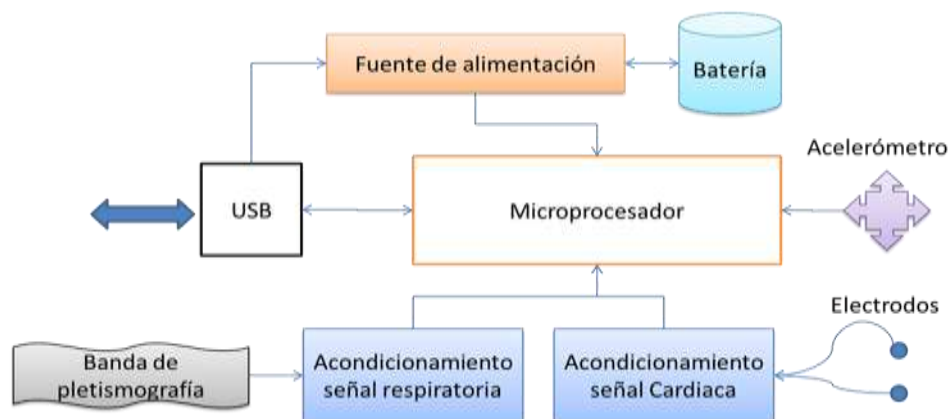 Fuente de alimentación
Batería
Acelerómetro
USB
Microprocesador
Electrodos
Banda de
pletismografía
Acondicionamiento
señal respiratoria
Acondicionamiento
señal Cardiaca